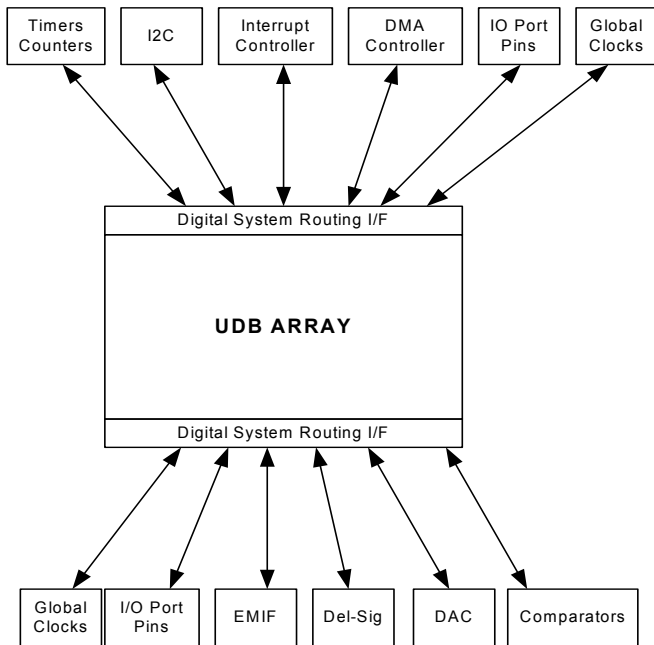 Timers
Counters
I2C
Interrupt
Controller
DMA
Controller
IO Port
Pins
Global
Clocks
Digital System Routing I/F
UDB ARRAY
Digital System Routing I/F
Global
Clocks
I/O Port
Pins
EMIF
Del-Sig
DAC
Comparators